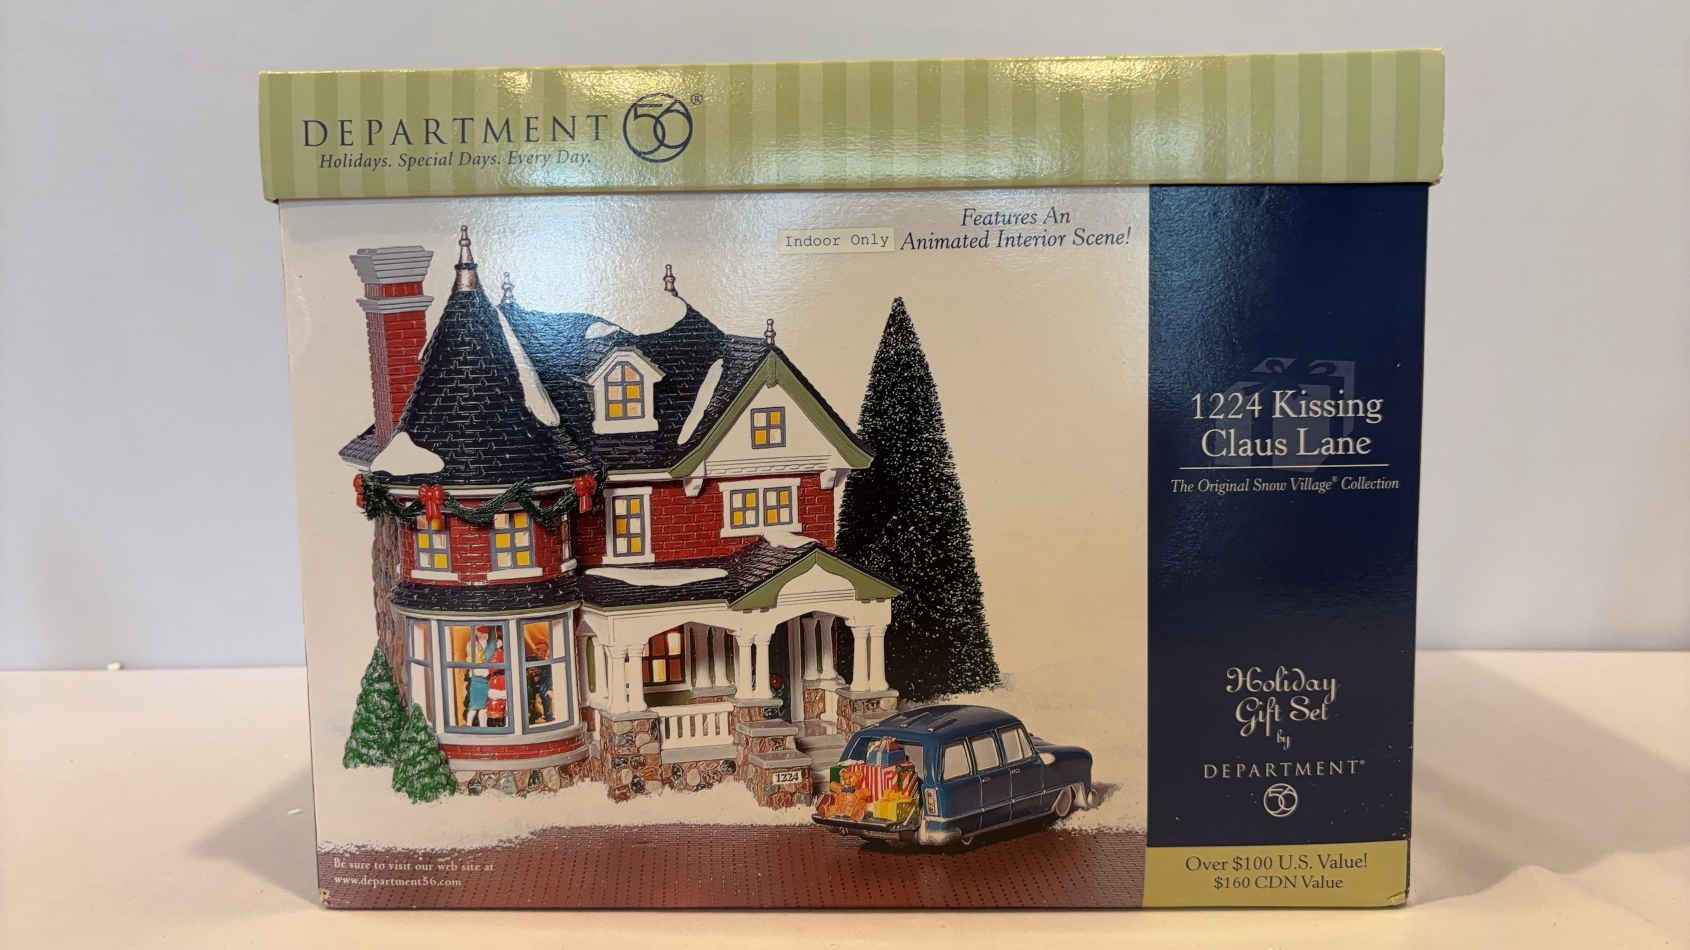 DEPARTMENT 56®
Holidays. Special Days. Every Day.
Features An
Indoor Only
Animated Interior Scene!
1224 Kissing
Claus Lane
The Original Snow Village® Collection
1224
Holiday
Gift Set
by
DEPARTMENT®
56
Be sure to visit our web site at
www.department56.com
Over $100 U.S. Value!
$160 CDN Value